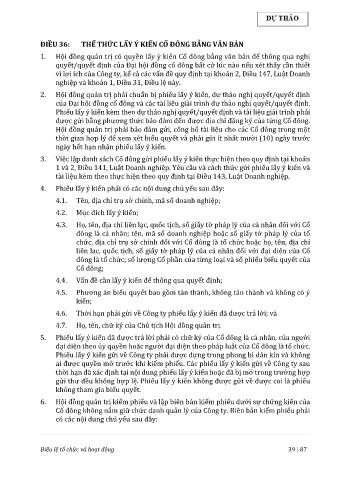 DỰ THẢO
ĐIỀU 36: THỂ THỨC LẤY Ý KIẾN CỔ ĐÔNG BẰNG VĂN BẢN
1. Hội đồng quản trị có quyền lấy ý kiến Cổ đông bằng văn bản để thông qua nghị
quyết/quyết định của Đại hội đồng cổ đông bất cứ lúc nào nếu xét thấy cần thiết
vì lợi ích của Công ty, kể cả các vấn đề quy định tại khoản 2, Điều 147, Luật Doanh
nghiệp và khoản 1, Điều 31, Điều lệ này.
2. Hội đồng quản trị phải chuẩn bị phiếu lấy ý kiến, dự thảo nghị quyết/quyết định
của Đại hội đồng cổ đông và các tài liệu giải trình dự thảo nghị quyết/quyết định.
Phiếu lấy ý kiến kèm theo dự thảo nghị quyết/quyết định và tài liệu giải trình phải
được gửi bằng phương thức bảo đảm đến được địa chỉ đăng ký của từng Cổ đông.
Hội đồng quản trị phải bảo đảm gửi, công bố tài liệu cho các Cổ đông trong một
thời gian hợp lý để xem xét biểu quyết và phải gửi ít nhất mười (10) ngày trước
ngày hết hạn nhận phiếu lấy ý kiến.
3. Việc lập danh sách Cổ đông gửi phiếu lấy ý kiến thực hiện theo quy định tại khoản
1 và 2, Điều 141, Luật Doanh nghiệp. Yêu cầu và cách thức gửi phiếu lấy ý kiến và
tài liệu kèm theo thực hiện theo quy định tại Điều 143, Luật Doanh nghiệp.
4. Phiếu lấy ý kiến phải có các nội dung chủ yếu sau đây:
4.1. Tên, địa chỉ trụ sở chính, mã số doanh nghiệp;
4.2. Mục đích lấy ý kiến;
4.3. Họ, tên, địa chỉ liên lạc, quốc tịch, số giấy tờ pháp lý của cá nhân đối với Cổ
đông là cá nhân; tên, mã số doanh nghiệp hoặc số giấy tờ pháp lý của tổ
chức, địa chỉ trụ sở chính đối với Cổ đông là tổ chức hoặc họ, tên, địa chỉ
liên lạc, quốc tịch, số giấy tờ pháp lý của cá nhân đối với đại diện của Cổ
đông là tổ chức; số lượng Cổ phần của từng loại và số phiếu biểu quyết của
Cổ đông;
4.4. Vấn đề cần lấy ý kiến để thông qua quyết định;
4.5. Phương án biểu quyết bao gồm tán thành, không tán thành và không có ý
kiến;
4.6. Thời hạn phải gửi về Công ty phiếu lấy ý kiến đã được trả lời; và
4.7. Họ, tên, chữ ký của Chủ tịch Hội đồng quản trị.
5. Phiếu lấy ý kiến đã được trả lời phải có chữ ký của Cổ đông là cá nhân, của người
đại diện theo ủy quyền hoặc người đại diện theo pháp luật của Cổ đông là tổ chức.
Phiếu lấy ý kiến gửi về Công ty phải được đựng trong phong bì dán kín và không
ai được quyền mở trước khi kiểm phiếu. Các phiếu lấy ý kiến gửi về Công ty sau
thời hạn đã xác định tại nội dung phiếu lấy ý kiến hoặc đã bị mở trong trường hợp
gửi thư đều không hợp lệ. Phiếu lấy ý kiến không được gửi về được coi là phiếu
không tham gia biểu quyết.
6. Hội đồng quản trị kiểm phiếu và lập biên bản kiểm phiếu dưới sự chứng kiến của
Cổ đông không nắm giữ chức danh quản lý của Công ty. Biên bản kiểm phiếu phải
có các nội dung chủ yếu sau đây:
Điều lệ tổ chức và hoạt động 39 | 87